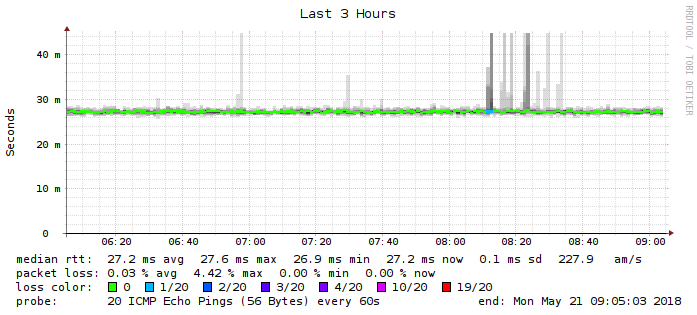 Last 3 Hours
RRDTOOL / TOBI OETIKER
Seconds
40 m
30 m
20 m
10 m
0
06:20 06:40 07:00 07:20 07:40 08:00 08:20 08:40 09:00
median rtt: 27.2 ms avg 27.6 ms max 26.9 ms min 27.2 ms now 0.1 ms sd 227.9 am/s
packet loss: 0.03 % avg 4.42 % max 0.00 % min 0.00 % now
loss color: 0 1/20 2/20 3/20 4/20 10/20 19/20
probe: 20 ICMP Echo Pings (56 Bytes) every 60s end: Mon May 21 09:05:03 2018